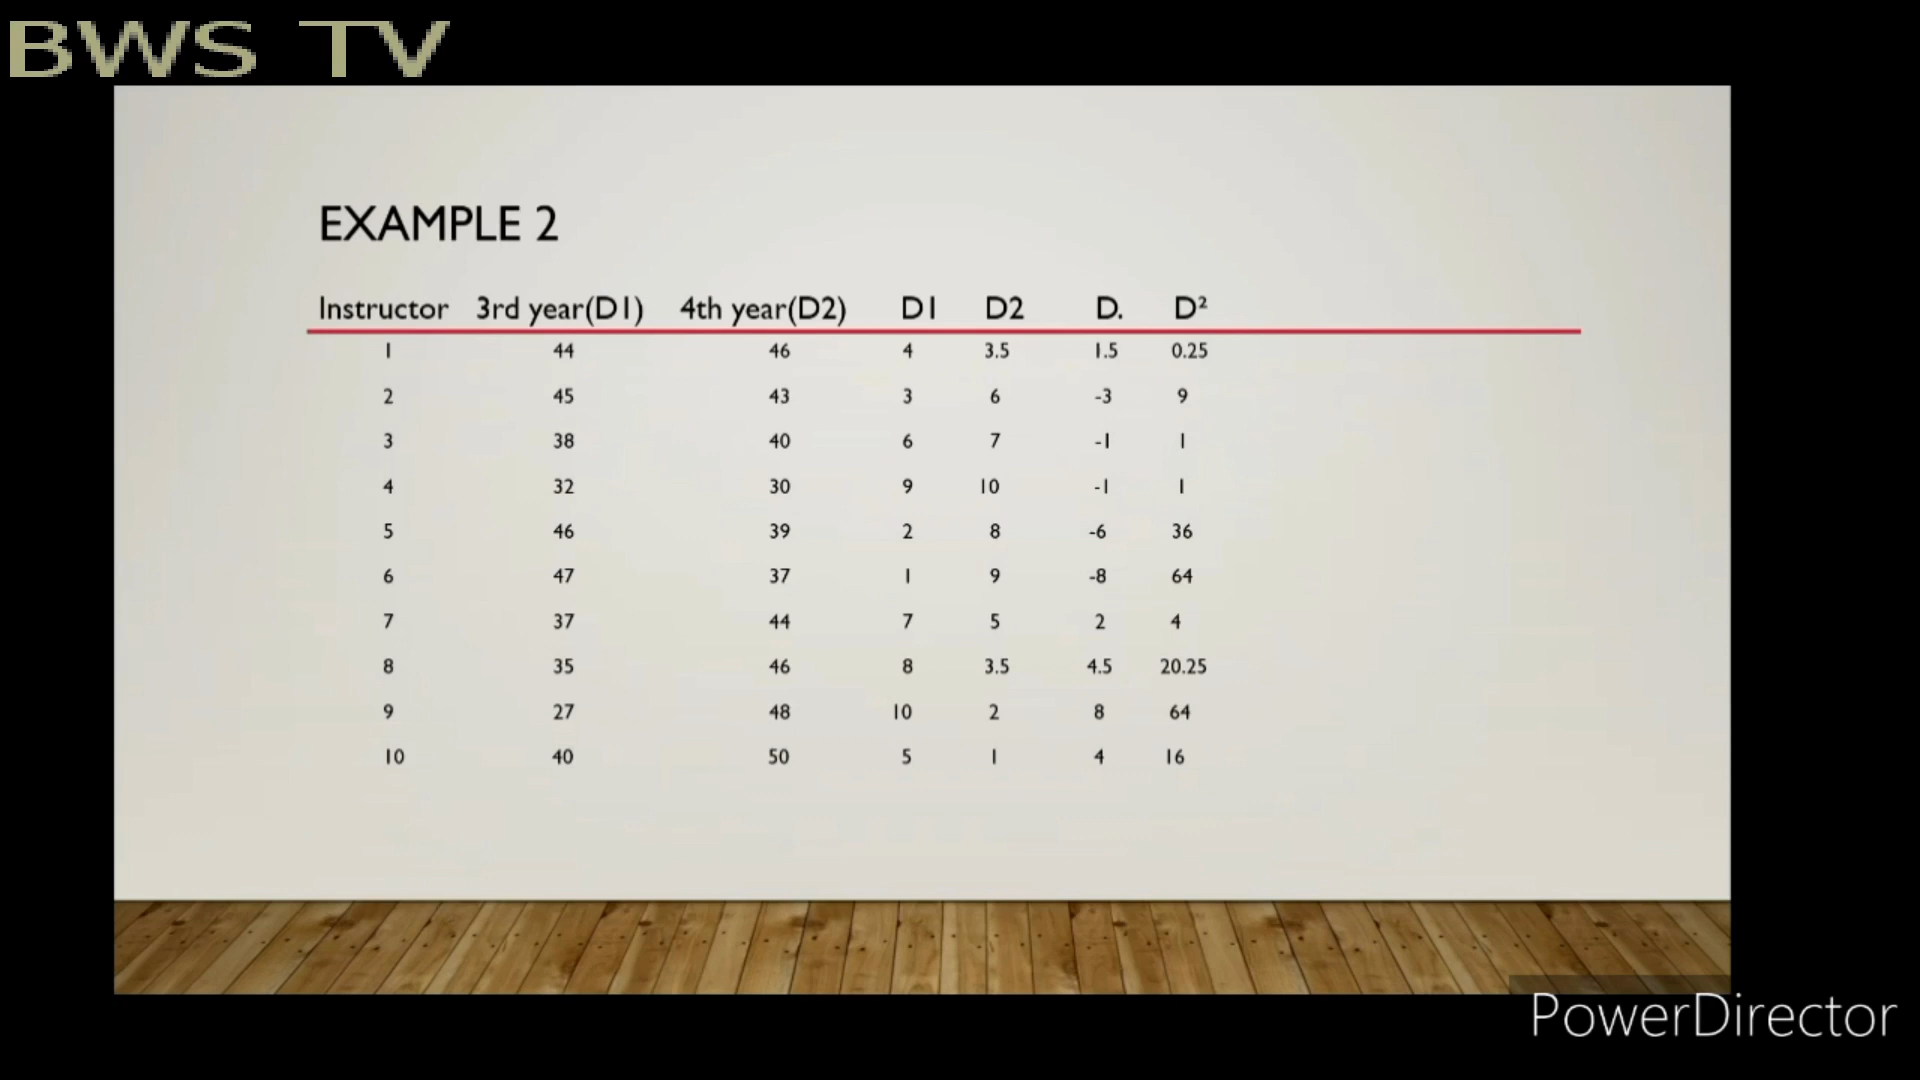 BWS TV
EXAMPLE 2
Instructor 3rd year(D1) 4th year(D2) D1 D2 D. D²
1 44 46 4 3.5 1.5 0.25
2 45 43 3 6 -3 9
3 38 40 6 7 -1 1
4 32 30 9 10 -1 1
5 46 39 2 8 -6 36
6 47 37 1 9 -8 64
7 37 44 7 5 2 4
8 35 46 8 3.5 4.5 20.25
9 27 48 10 2 8 64
10 40 50 5 1 4 16
PowerDirector